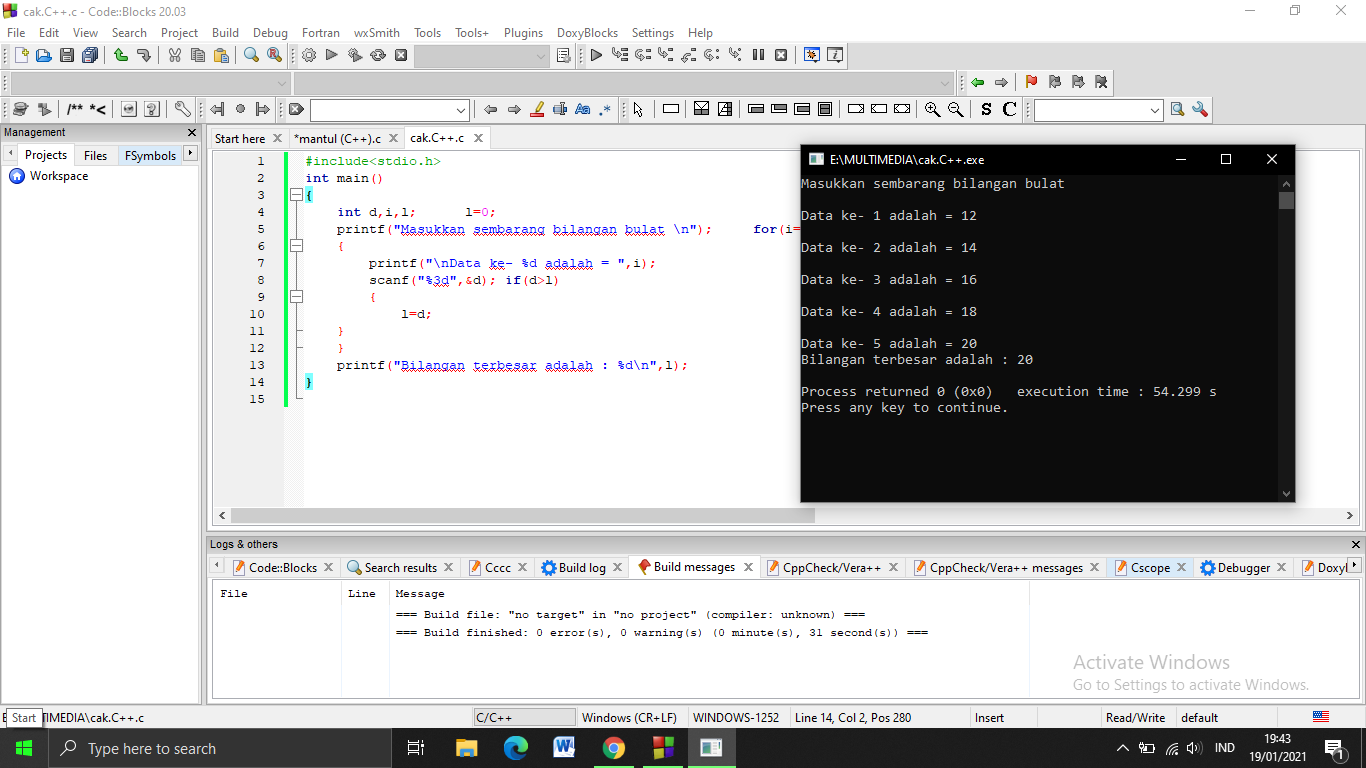 cak.C++.c - Code::Blocks 20.03
File Edit View Search Project Build Debug Fortran wxSmith Tools Tools+ Plugins DoxyBlocks Settings Help
/** *<
Aa .*
S C
Management
Projects Files FSymbols
Workspace
Start here *mantul (C++).c cak.C++.c
1 #include<stdio.h>
2 int main()
3 {
4 int d,i,l; l=0;
5 printf("Masukkan sembarang bilangan bulat \n"); for(i=
6 {
7 printf("\nData ke- %d adalah = ",i);
8 scanf("%3d",&d); if(d>l)
9 {
10 l=d;
11 }
12 }
13 printf("Bilangan terbesar adalah : %d\n",l);
14 }
15
E:\MULTIMEDIA\cak.C++.exe
Masukkan sembarang bilangan bulat
Data ke- 1 adalah = 12
Data ke- 2 adalah = 14
Data ke- 3 adalah = 16
Data ke- 4 adalah = 18
Data ke- 5 adalah = 20
Bilangan terbesar adalah : 20
Process returned 0 (0x0) execution time : 54.299 s
Press any key to continue.
Logs & others
Code::Blocks Search results Cccc Build log Build messages CppCheck/Vera++ CppCheck/Vera++ messages Cscope Debugger Doxyl
File Line Message
=== Build file: "no target" in "no project" (compiler: unknown) ===
=== Build finished: 0 error(s), 0 warning(s) (0 minute(s), 31 second(s)) ===
Activate Windows
Go to Settings to activate Windows.
Start
IMEDIA\cak.C++.c C/C++ Windows (CR+LF) WINDOWS-1252 Line 14, Col 2, Pos 280 Insert Read/Write default
Type here to search
IND
19:43
19/01/2021
1